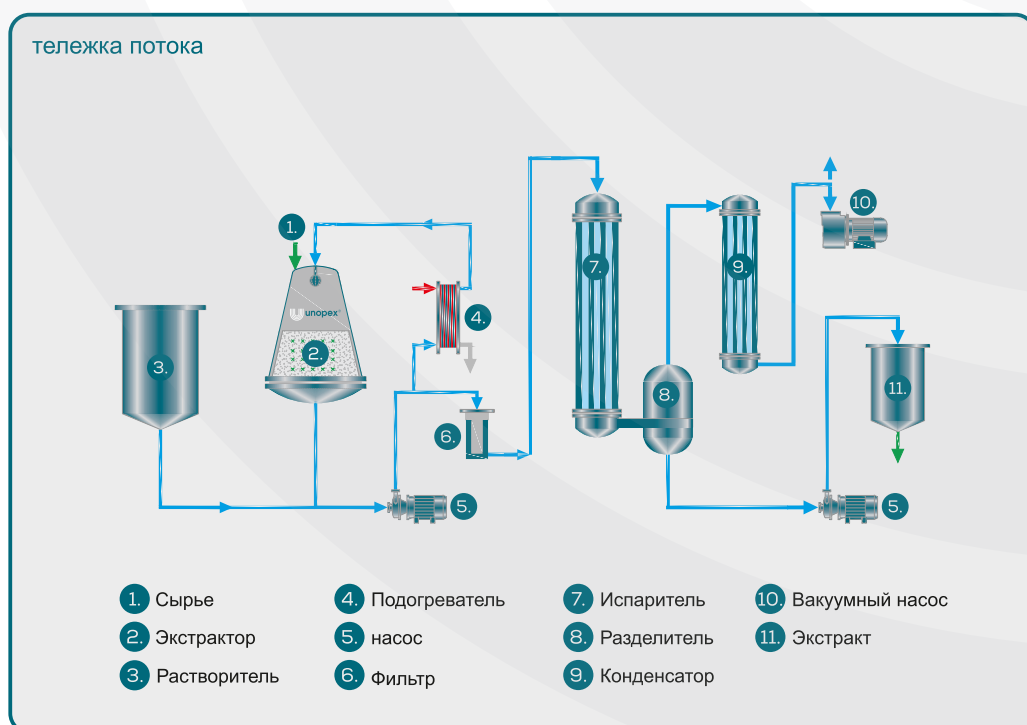 тележка потока
10.
1.
7.
9.
unopex®
4.
2.
3.
8.
11.
6.
5.
5.
1. Сырье
2. Экстрактор
3. Растворитель
4. Подогреватель
5. насос
6. Фильтр
7. Испаритель
8. Разделитель
9. Конденсатор
10. Вакуумный насос
11. Экстракт